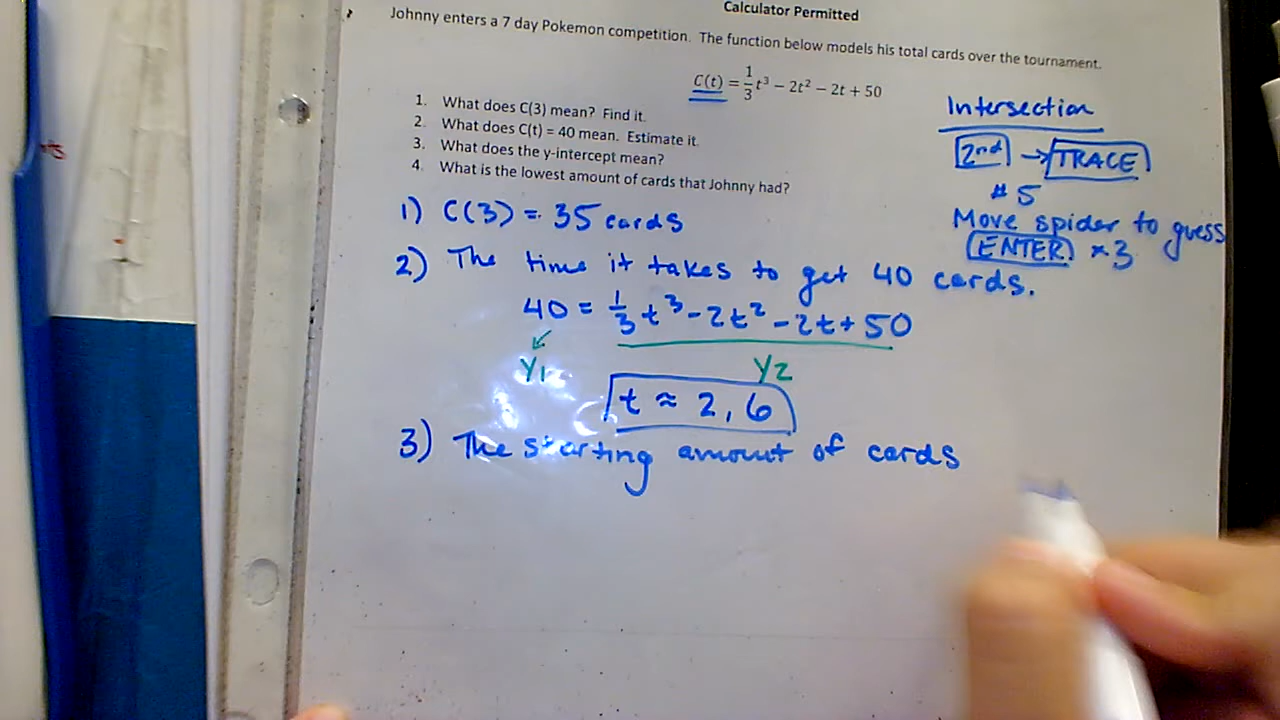 Calculator Permitted
Johnny enters a 7 day Pokemon competition. The function below models his total cards over the tournament.
C(t) = 1/3 t³ − 2t² − 2t + 50
1. What does C(3) mean? Find it.
2. What does C(t) = 40 mean. Estimate it.
3. What does the y-intercept mean?
4. What is the lowest amount of cards that Johnny had?
Intersection
2nd → TRACE
#5
Move spider to guess
ENTER ×3
1) C(3) = 35 cards
2) The time it takes to get 40 cards.
40 = 1/3 t³ - 2t² - 2t + 50
Y1 Y2
t ≈ 2, 6
3) The starting amount of cards